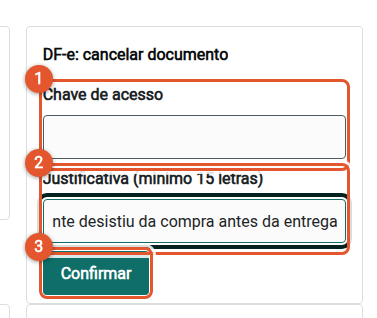 DF-e: cancelar documento
1
Chave de acesso
2
Justificativa (mínimo 15 letras)
nte desistiu da compra antes da entrega
3
Confirmar